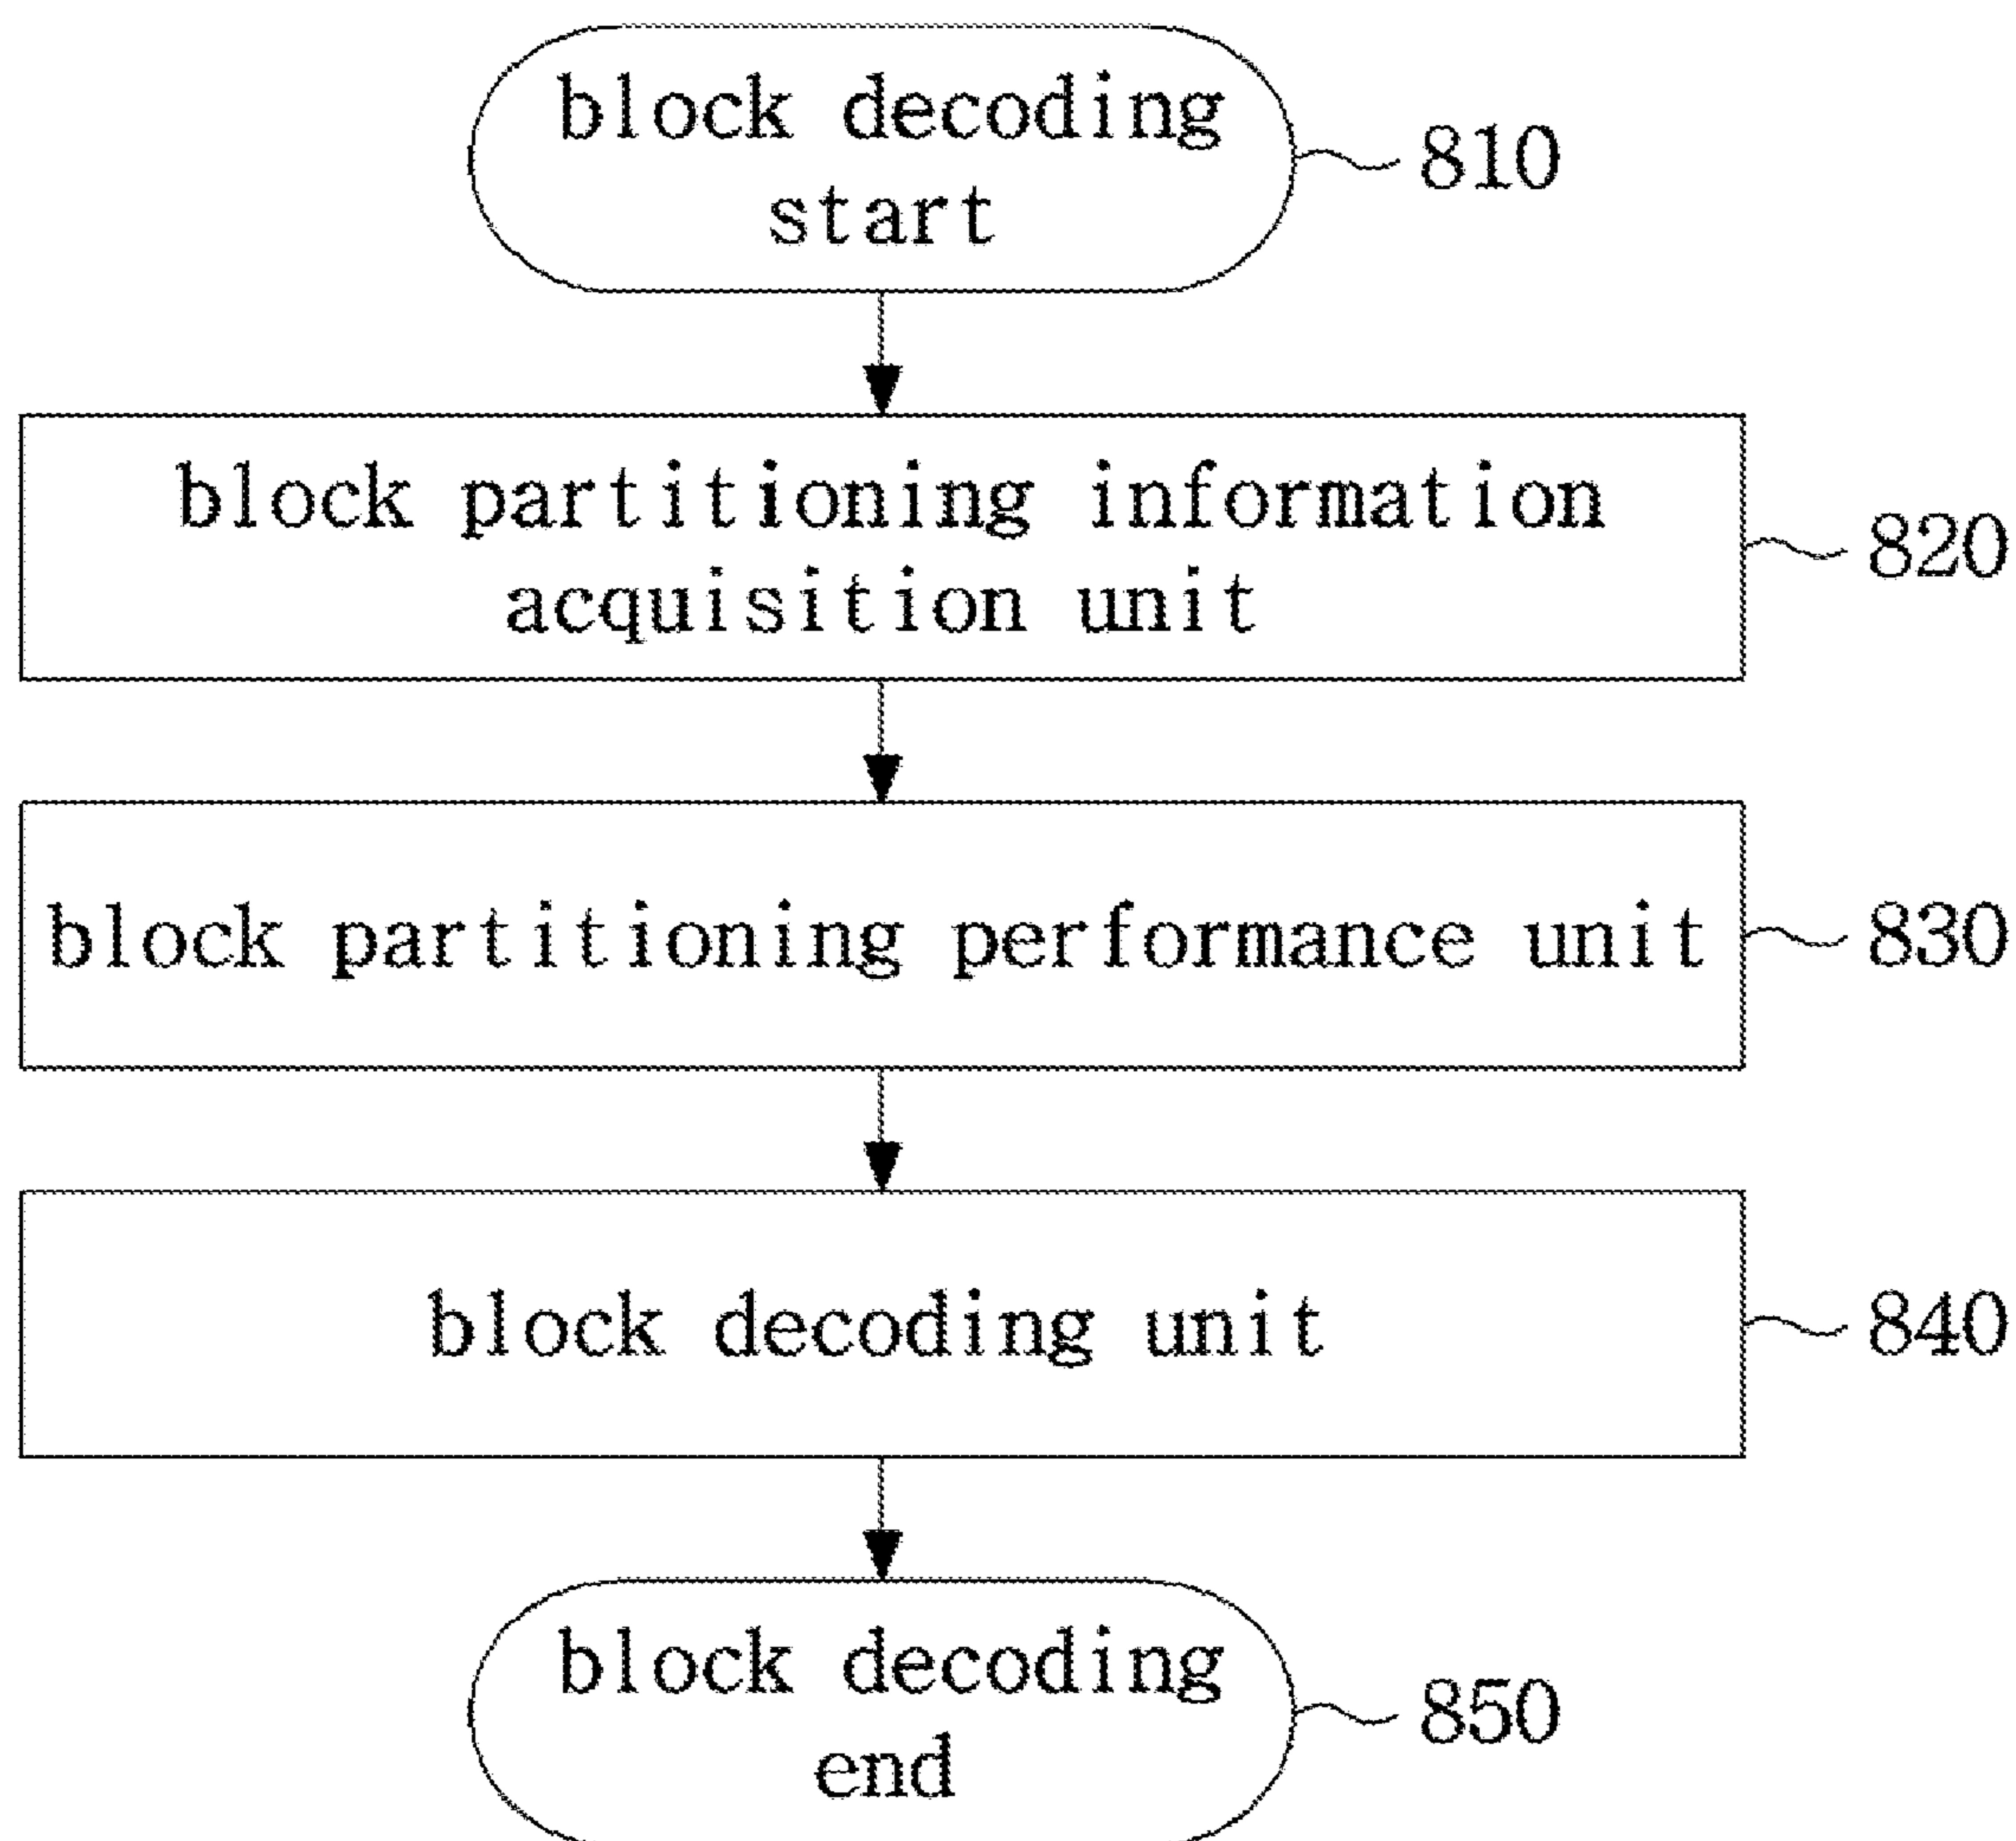 block decoding
start
810
block partitioning information
acquisition unit
820
block partitioning performance unit
830
block decoding unit
840
block decoding
end
850